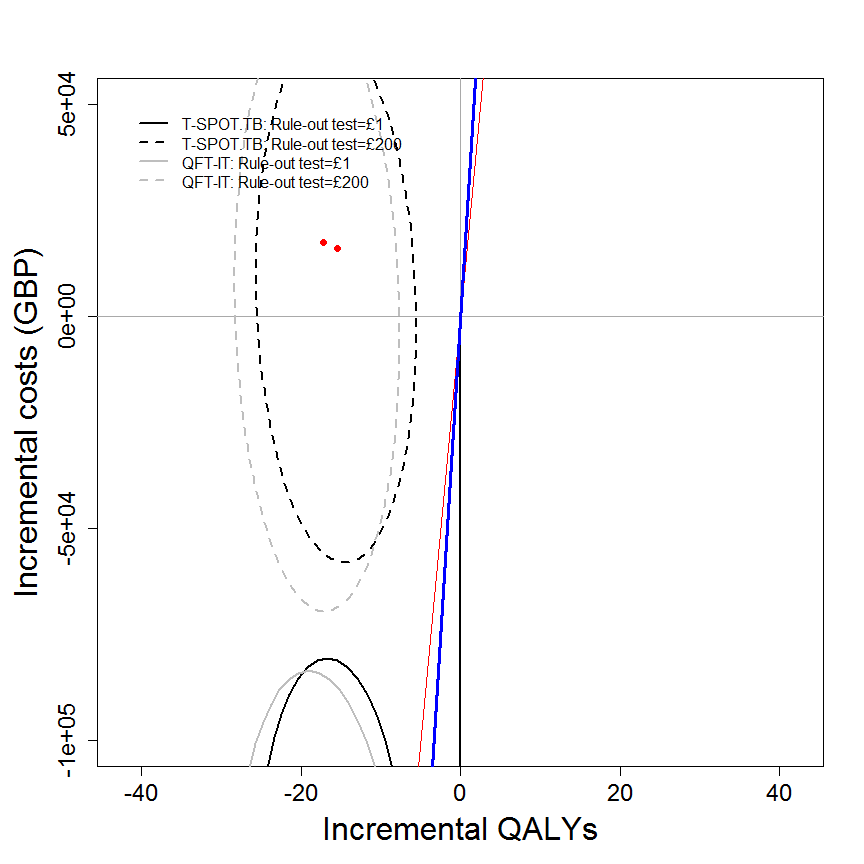 T-SPOT.TB: Rule-out test=£1
T-SPOT.TB: Rule-out test=£200
QFT-IT: Rule-out test=£1
QFT-IT: Rule-out test=£200
5e+04
0e+00
-5e+04
-1e+05
Incremental costs (GBP)
-40 -20 0 20 40
Incremental QALYs